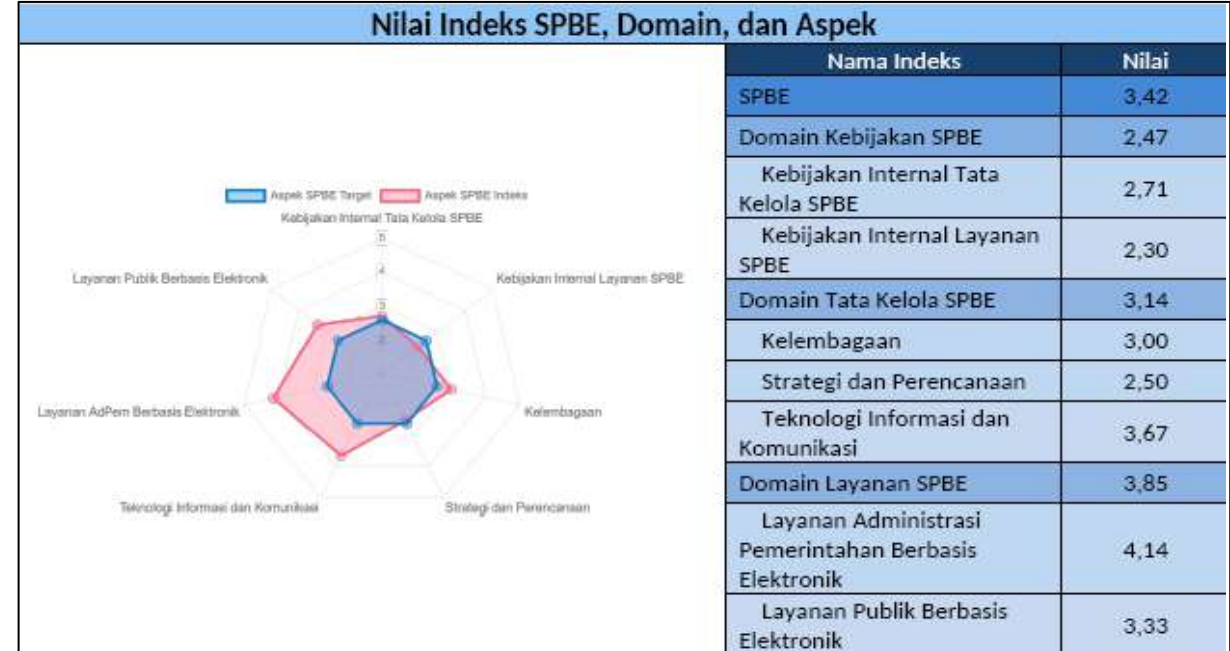 Nilai Indeks SPBE, Domain, dan Aspek
Aspek SPBE Target
Aspek SPBE Indeks
Kebijakan Internal Tata Kelola SPBE
5
4
3
2
Layanan Publik Berbasis Elektronik
Kebijakan Internal Layanan SPBE
Layanan AdPem Berbasis Elektronik
Kelembagaan
Teknologi Informasi dan Komunikasi
Strategi dan Perencanaan
Nama Indeks
Nilai
SPBE
3,42
Domain Kebijakan SPBE
2,47
Kebijakan Internal Tata
Kelola SPBE
2,71
Kebijakan Internal Layanan
SPBE
2,30
Domain Tata Kelola SPBE
3,14
Kelembagaan
3,00
Strategi dan Perencanaan
2,50
Teknologi Informasi dan
Komunikasi
3,67
Domain Layanan SPBE
3,85
Layanan Administrasi
Pemerintahan Berbasis
Elektronik
4,14
Layanan Publik Berbasis
Elektronik
3,33